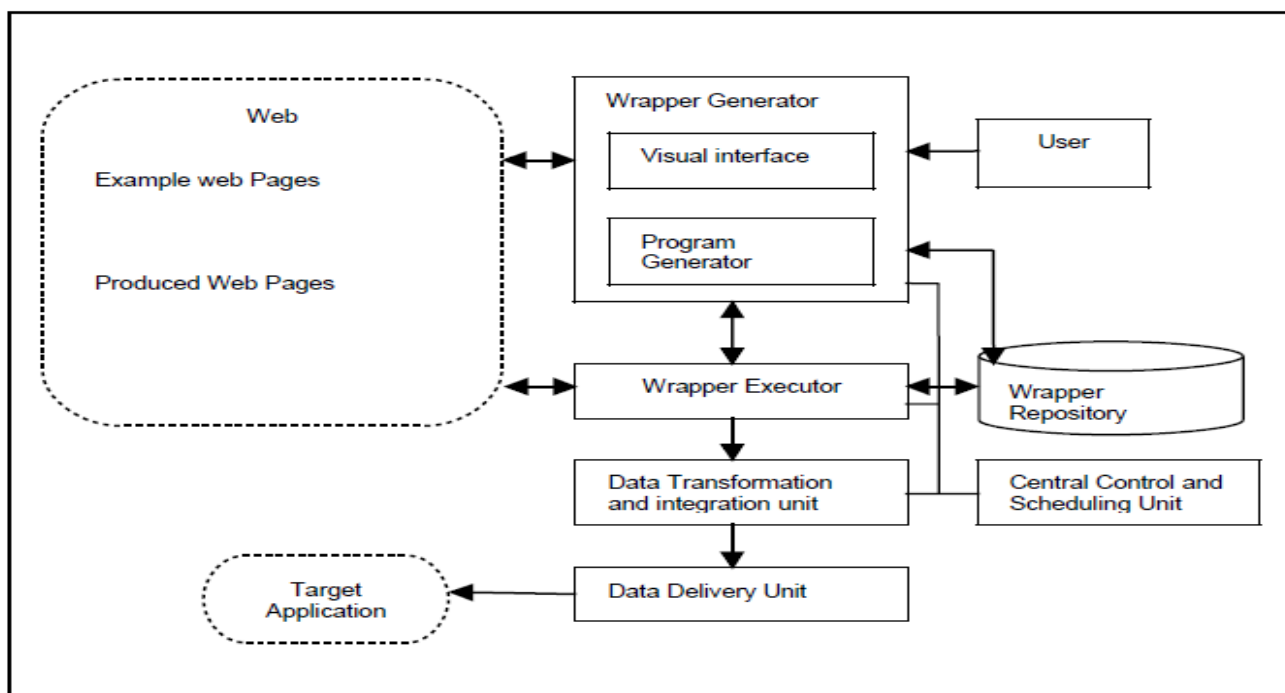 Web
Example web Pages
Produced Web Pages
Wrapper Generator
Visual interface
Program
Generator
User
Wrapper Executor
Wrapper
Repository
Data Transformation
and integration unit
Central Control and
Scheduling Unit
Data Delivery Unit
Target
Application